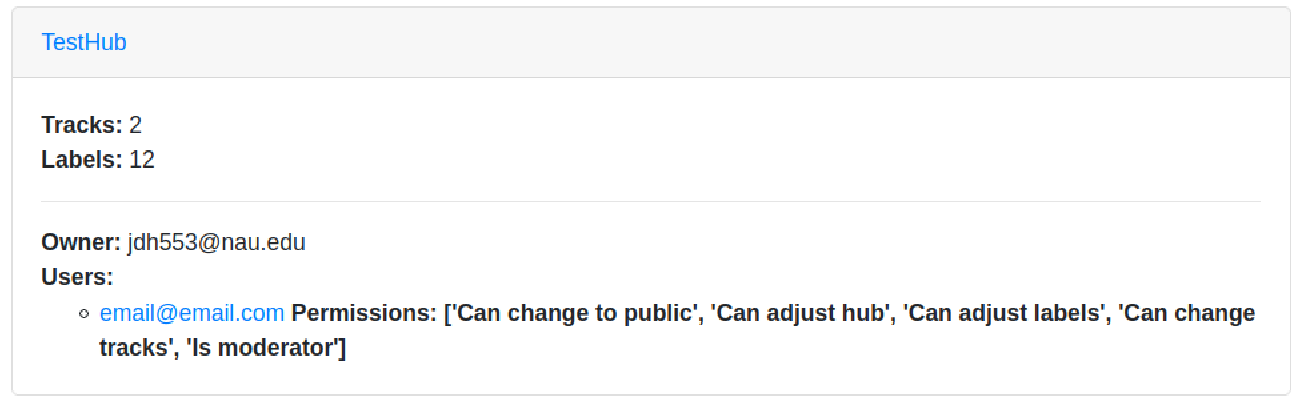 TestHub
Tracks: 2
Labels: 12
Owner: jdh553@nau.edu
Users:
email@email.com Permissions: ['Can change to public', 'Can adjust hub', 'Can adjust labels', 'Can change
tracks', 'Is moderator']